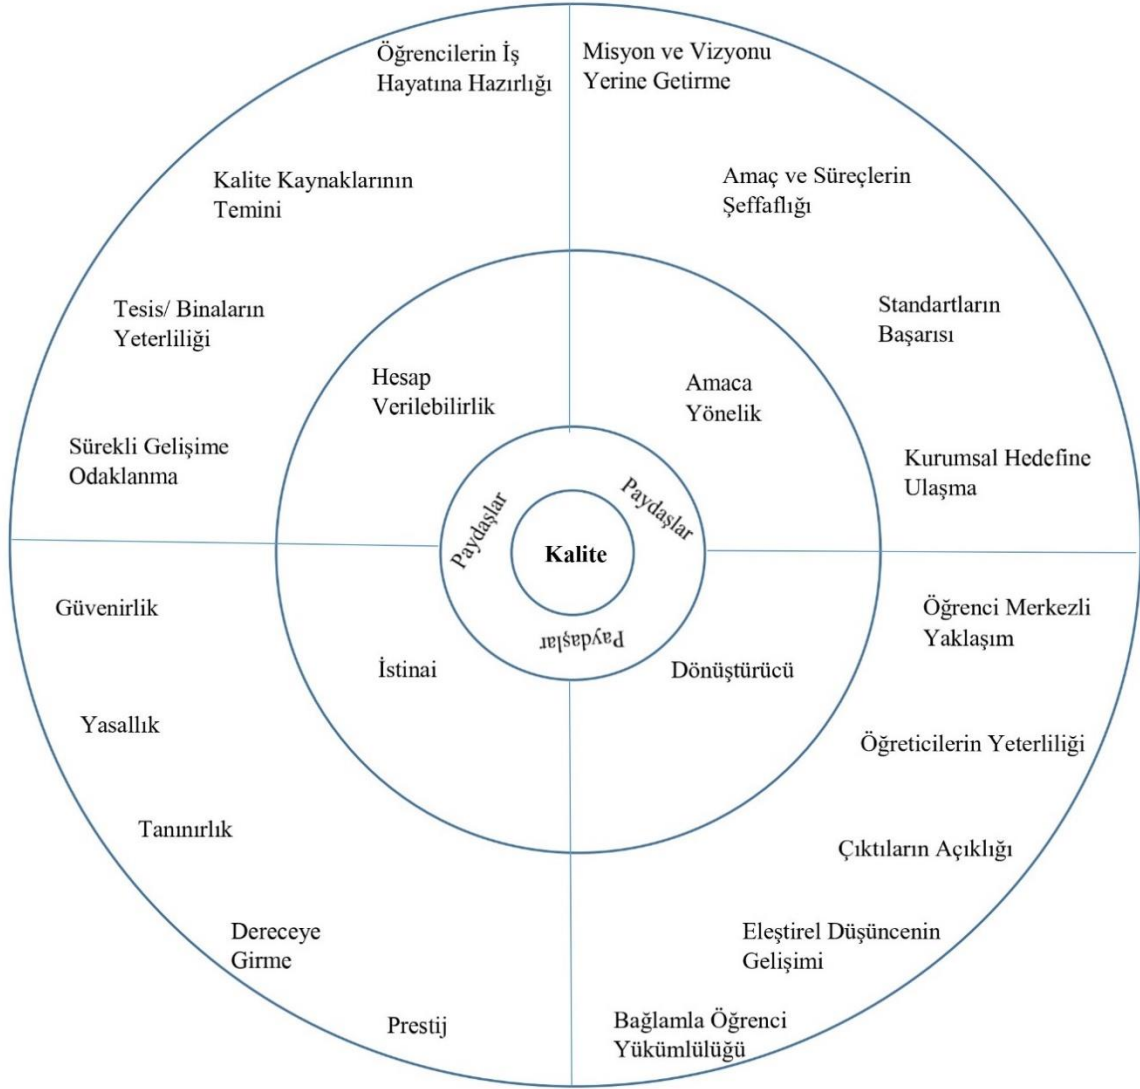 Öğrencilerin İş
Hayatına Hazırlığı
Misyon ve Vizyonu
Yerine Getirme
Kalite Kaynaklarının
Temini
Amaç ve Süreçlerin
Şeffaflığı
Tesis/ Binaların
Yeterliliği
Standartların
Başarısı
Hesap
Verilebilirlik
Amaca
Yönelik
Sürekli Gelişime
Odaklanma
Kurumsal Hedefine
Ulaşma
Paydaşlar
Paydaşlar
Kalite
Paydaşlar
Güvenirlik
Öğrenci Merkezli
Yaklaşım
İstinai
Dönüştürücü
Yasallık
Öğreticilerin Yeterliliği
Tanınırlık
Çıktıların Açıklığı
Dereceye
Girme
Eleştirel Düşüncenin
Gelişimi
Prestij
Bağlamla Öğrenci
Yükümlülüğü